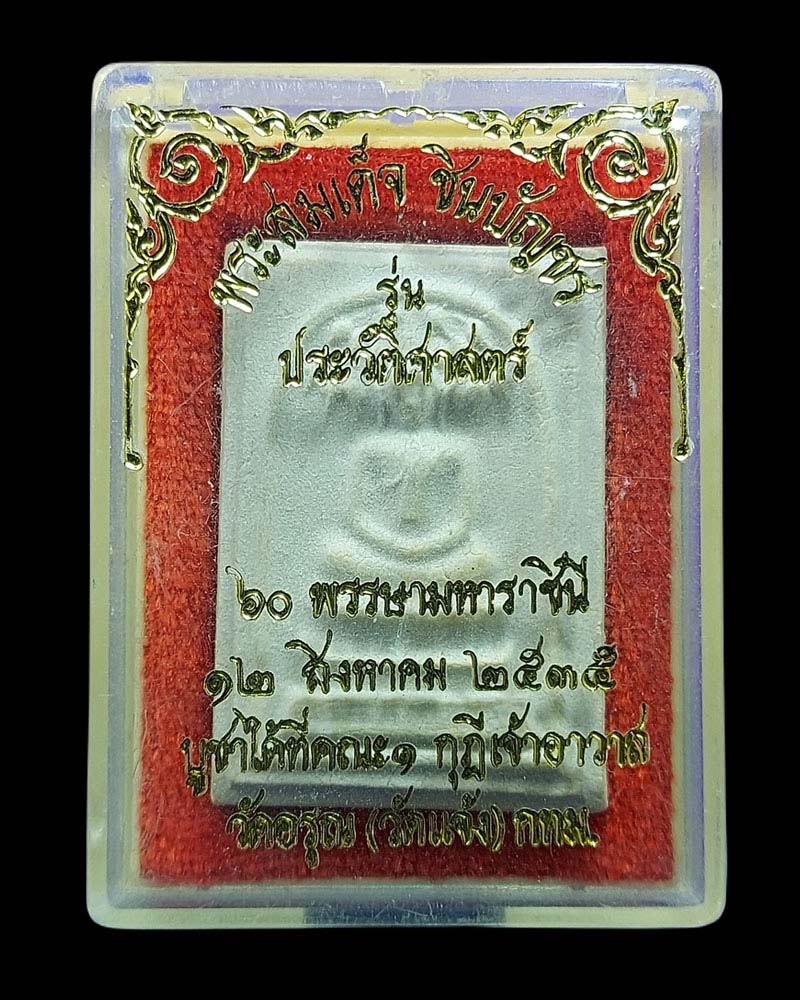 พระสมเด็จ ชินบัญชร
รุ่น
ประวัติศาสตร์
๖๐ พรรษามหาราชินี
๑๒ สิงหาคม ๒๕๓๕
บูชาได้ที่คณะ๑ กุฏิเจ้าอาวาส
วัดอรุณ (วัดแจ้ง) กทม.